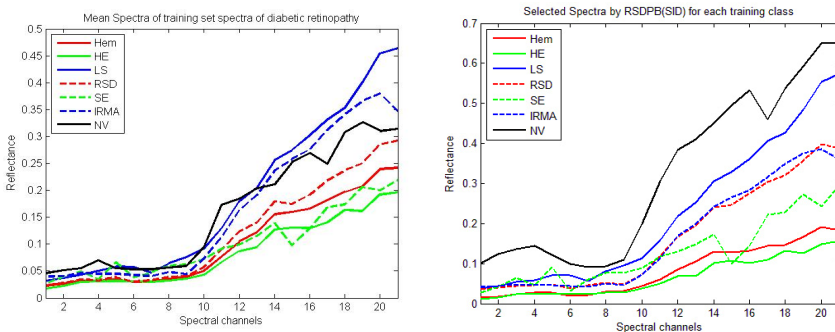 Mean Spectra of training set spectra of diabetic retinopathy
0.5
0.45
0.4
0.35
0.3
0.25
0.2
0.15
0.1
0.05
0
Reflectance
Hem
HE
LS
RSD
SE
IRMA
NV
2 4 6 8 10 12 14 16 18 20
Spectral channels
Selected Spectra by RSDPB(SID) for each training class
0.7
0.6
0.5
0.4
0.3
0.2
0.1
0
Reflectance
Hem
HE
LS
RSD
SE
IRMA
NV
2 4 6 8 10 12 14 16 18 20
Spectral channels